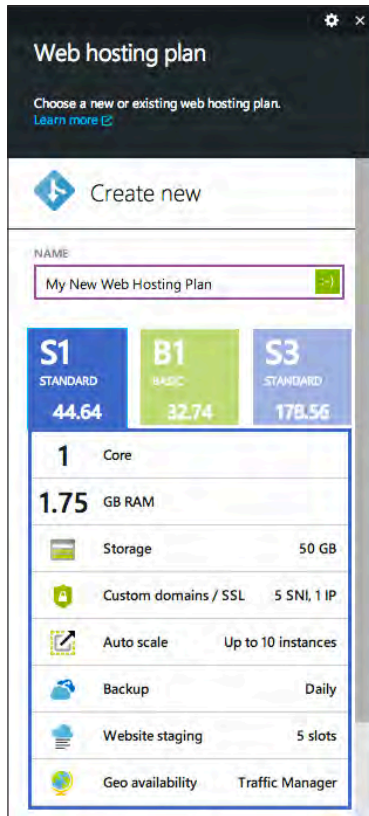 Web hosting plan
Choose a new or existing web hosting plan.
Learn more
Create new
NAME
My New Web Hosting Plan :-)
S1 B1 S3
STANDARD BASIC STANDARD
44.64 32.74 178.56
1 Core
1.75 GB RAM
Storage 50 GB
Custom domains / SSL 5 SNI, 1 IP
Auto scale Up to 10 instances
Backup Daily
Website staging 5 slots
Geo availability Traffic Manager